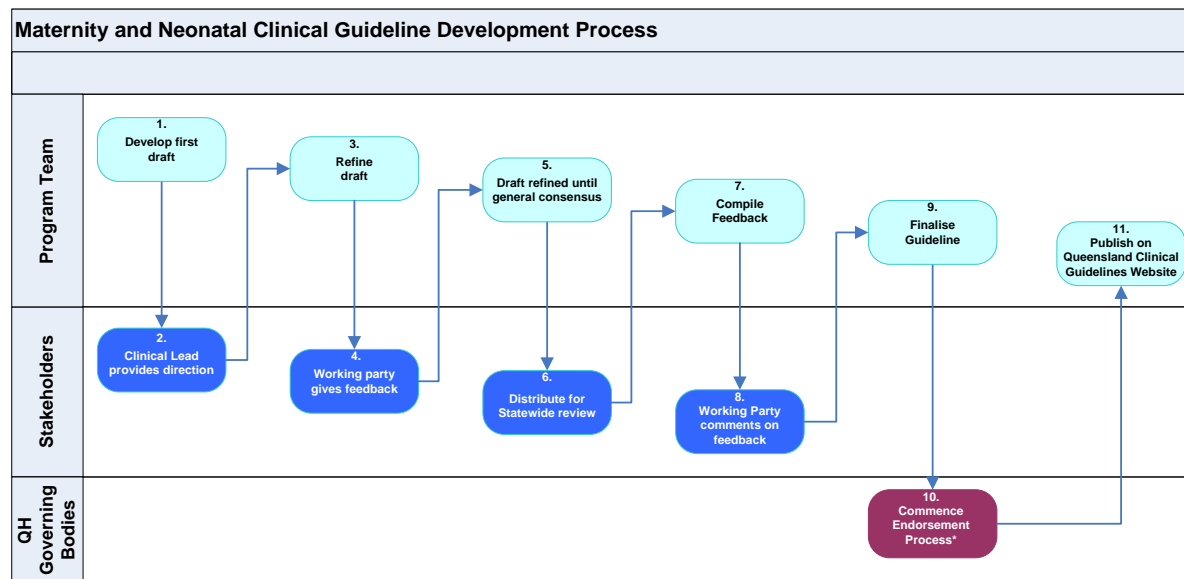 Maternity and Neonatal Clinical Guideline Development Process
Program Team
1.
Develop first
draft
3.
Refine
draft
5.
Draft refined until
general consensus
7.
Compile
Feedback
9.
Finalise
Guideline
11.
Publish on
Queensland Clinical
Guidelines Website
Stakeholders
2.
Clinical Lead
provides direction
4.
Working party
gives feedback
6.
Distribute for
Statewide review
8.
Working Party
comments on
feedback
QH
Governing
Bodies
10.
Commence
Endorsement
Process*